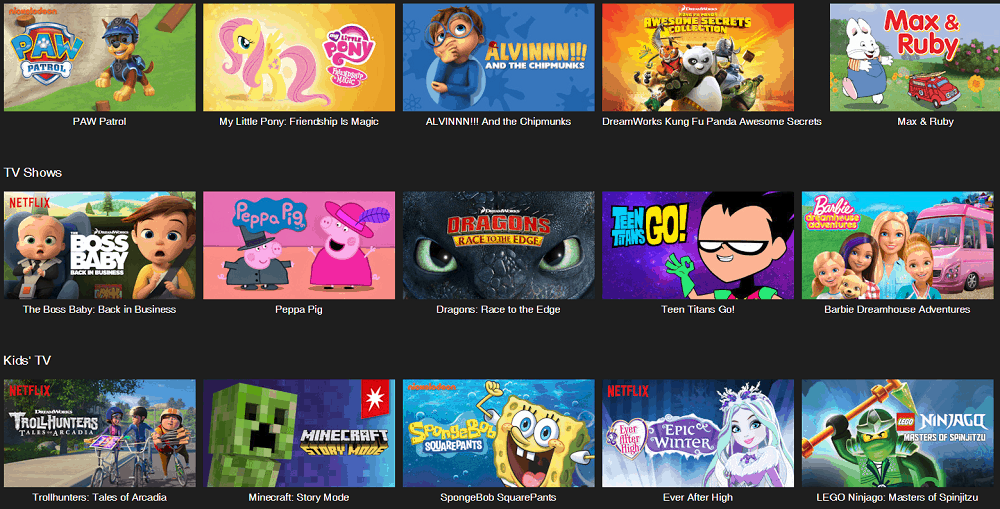 nickelodeon
PAW
PATROL
MY LITTLE
PONY
FRIENDSHIP
IS MAGIC
ALVINNN!!!
AND THE CHIPMUNKS
DREAMWORKS
KUNG FU PANDA
AWESOME SECRETS
COLLECTION
Max &
Ruby
PAW Patrol
My Little Pony: Friendship Is Magic
ALVINNN!!! And the Chipmunks
DreamWorks Kung Fu Panda Awesome Secrets
Max & Ruby
TV Shows
NETFLIX
DREAMWORKS
THE
BOSS
BABY
BACK IN BUSINESS
Peppa Pig
DREAMWORKS
DRAGONS
RACE TO THE EDGE
TEEN
TITANS
GO!
Barbie
dreamhouse
adventures
The Boss Baby: Back in Business
Peppa Pig
Dragons: Race to the Edge
Teen Titans Go!
Barbie Dreamhouse Adventures
Kids' TV
NETFLIX
DREAMWORKS
TROLLHUNTERS
TALES OF ARCADIA
MINECRAFT
STORY MODE
nickelodeon
SpongeBob
SQUAREPANTS
NETFLIX
Ever
After
High
EPIC
WINTER
LEGO
NINJAGO
MASTERS OF SPINJITZU
Trollhunters: Tales of Arcadia
Minecraft: Story Mode
SpongeBob SquarePants
Ever After High
LEGO Ninjago: Masters of Spinjitzu